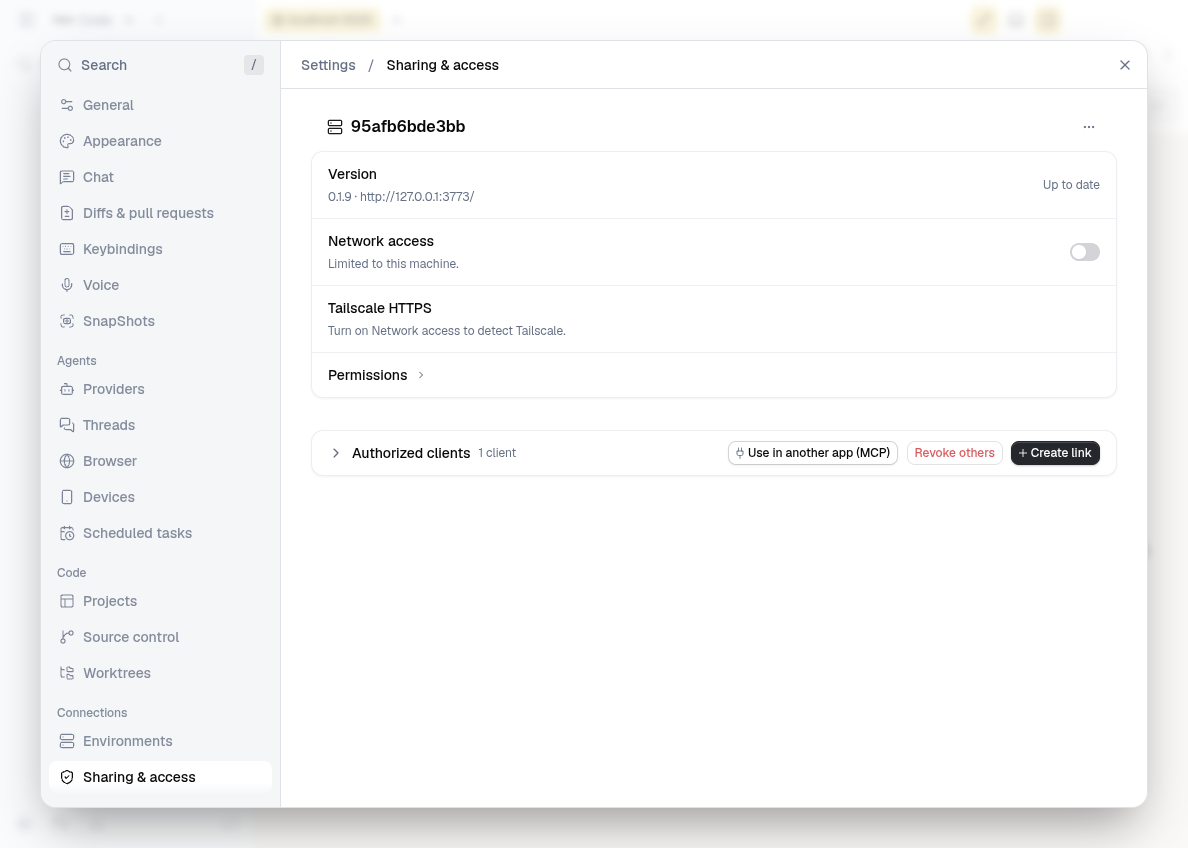 Search /
General
Appearance
Chat
Diffs & pull requests
Keybindings
Voice
SnapShots
Agents
Providers
Threads
Browser
Devices
Scheduled tasks
Code
Projects
Source control
Worktrees
Connections
Environments
Sharing & access
Settings / Sharing & access
95afb6bde3bb
Version
0.1.9 · http://127.0.0.1:3773/
Up to date
Network access
Limited to this machine.
Tailscale HTTPS
Turn on Network access to detect Tailscale.
Permissions
Authorized clients 1 client
Use in another app (MCP)
Revoke others
Create link